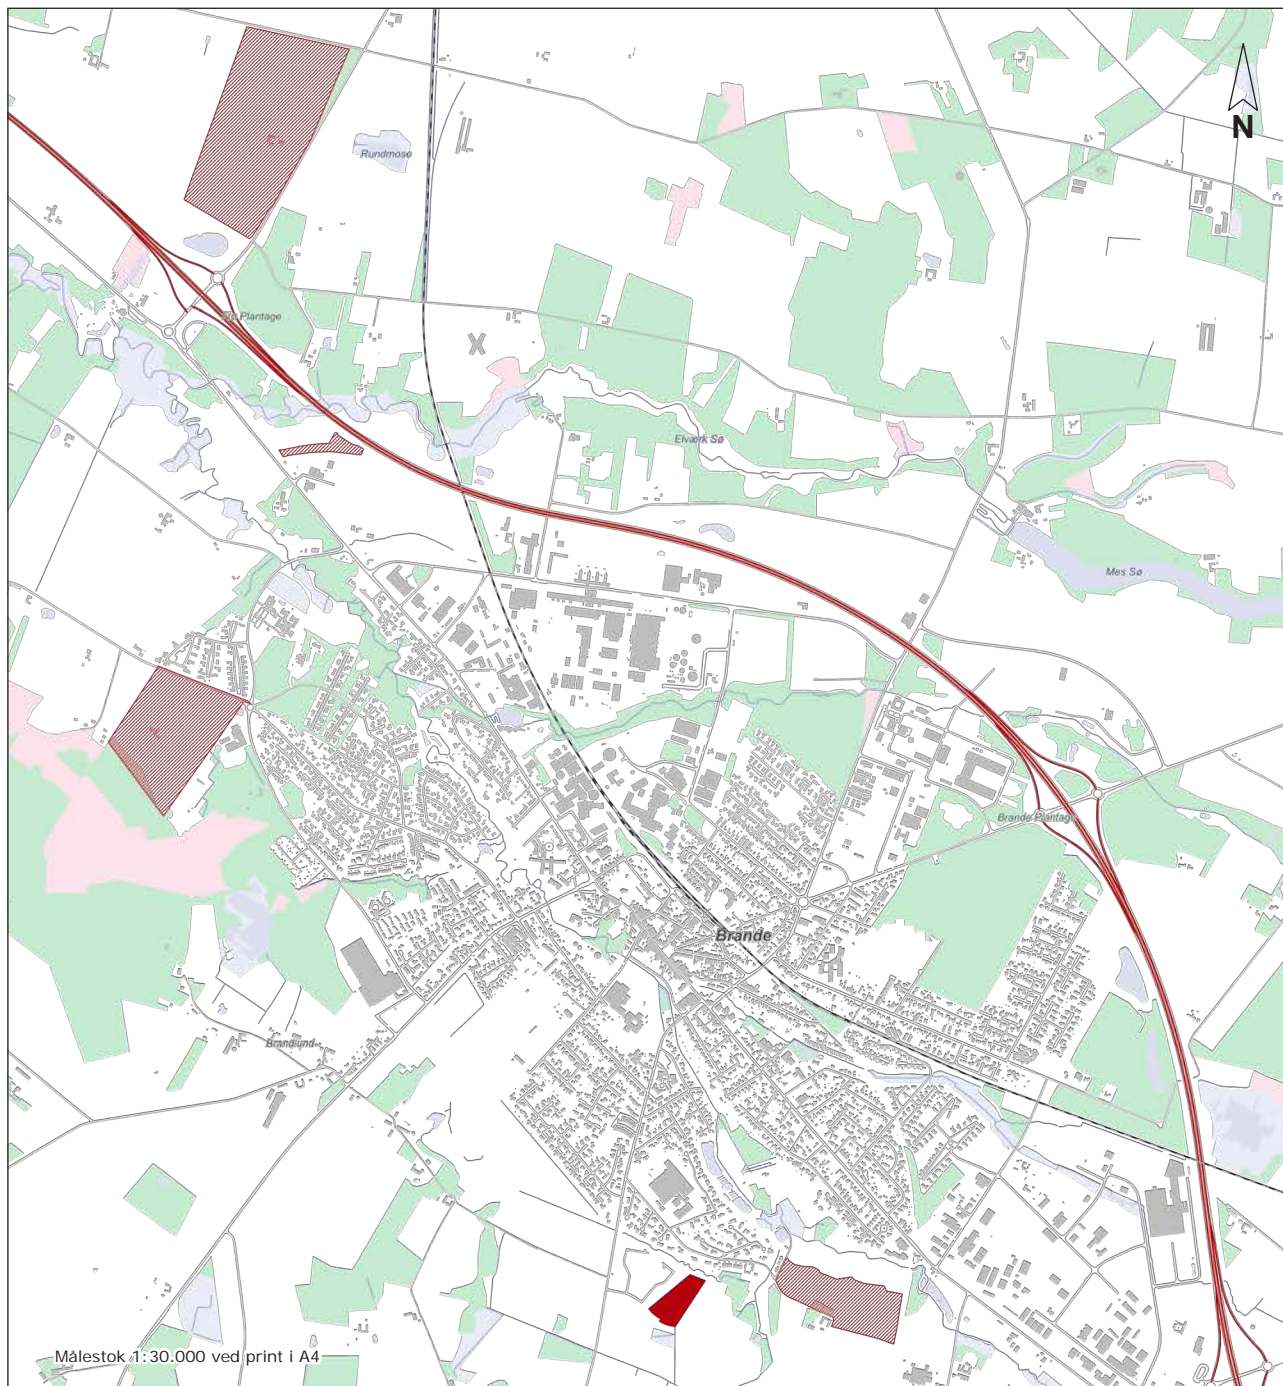 N
Rundmose
Plantage
Elværk Sø
Mes Sø
Brande Plantage
Brande
Brandlund
Målestok 1:30.000 ved print i A4